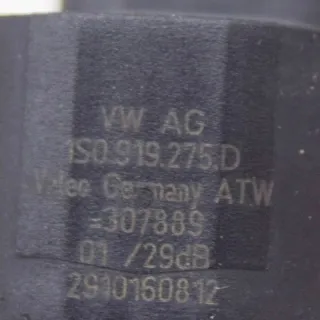 VW AG
1S0.919.275.D
Valeo Germany ATW
=307889
01 /29dB
2910160812